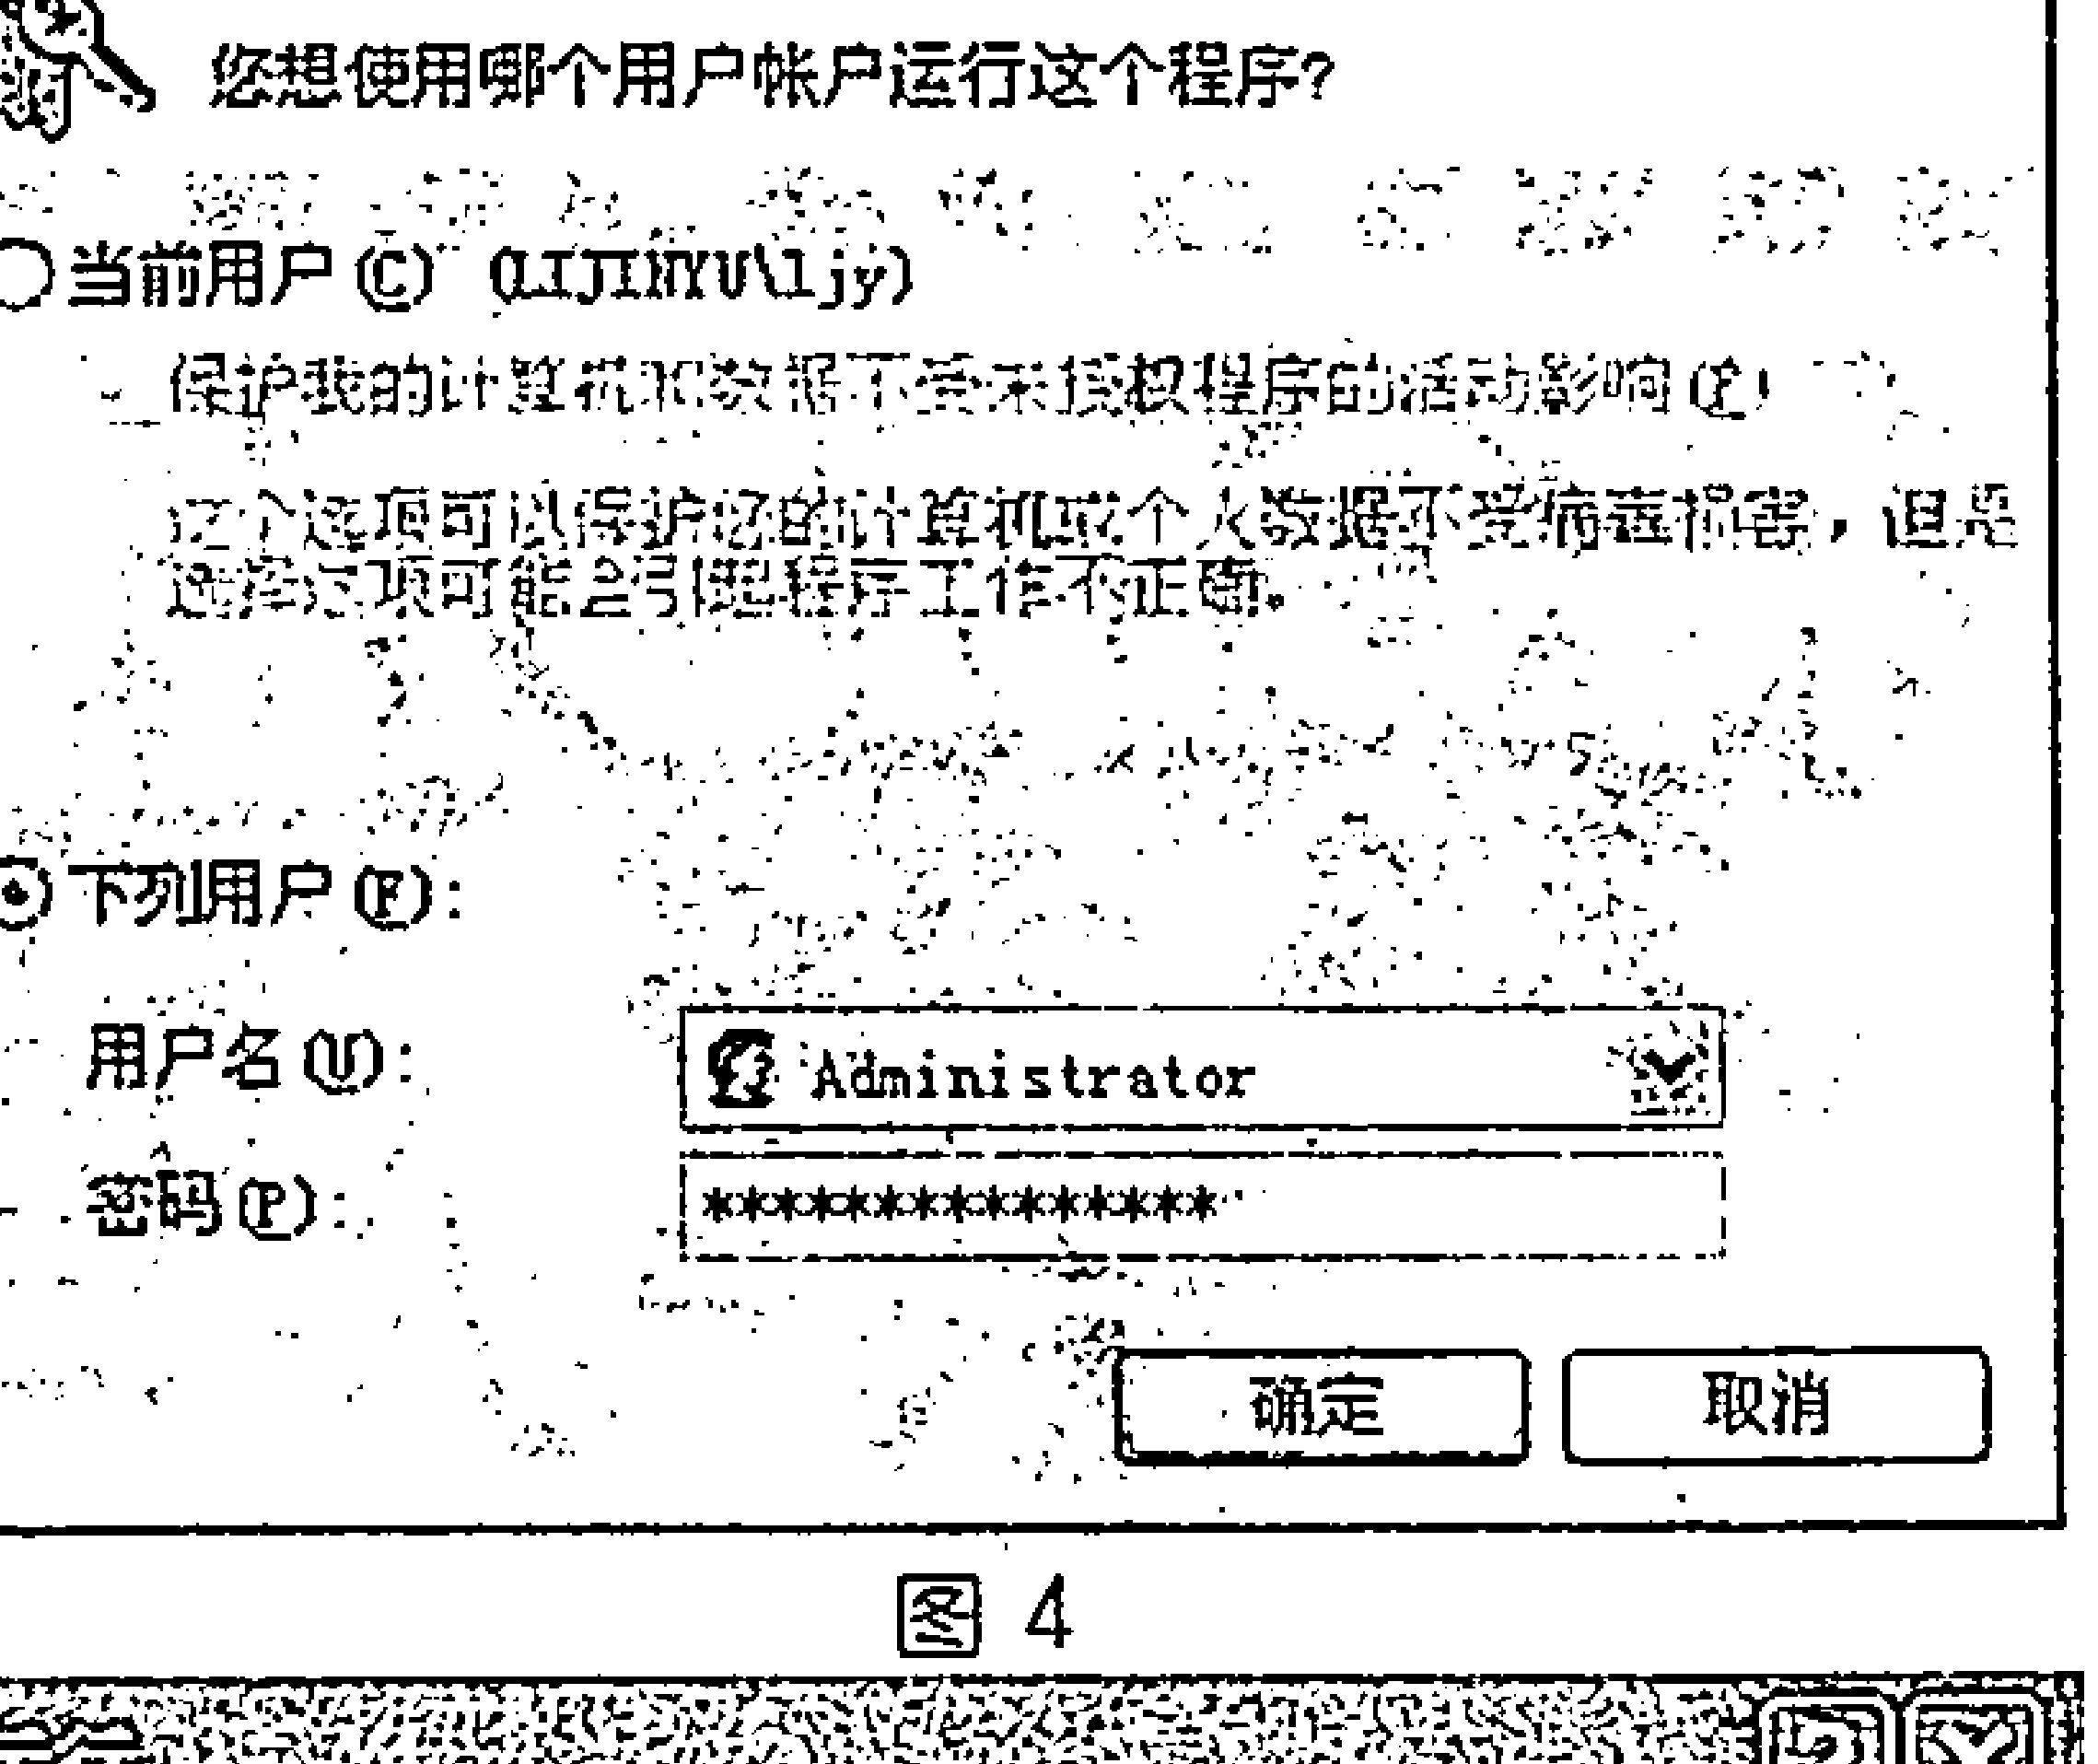 您想使用哪个用户帐户运行这个程序?
当前用户(C) (LIJINYU\ljy)
保护我的计算机和数据不受未授权程序的活动影响(P)
这个选项可以保护您的计算机或个人数据不受病毒损害，但是
选择这项可能会引起程序工作不正确。
下列用户(F):
用户名(U):
Administrator
密码(P):
***************
确定
取消
图 4